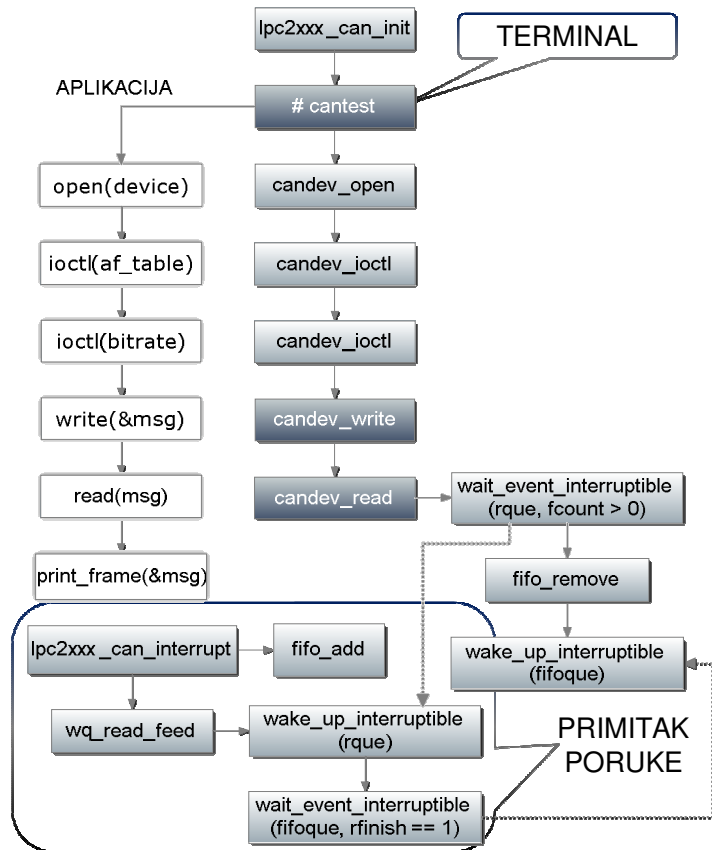 lpc2xxx_can_init
TERMINAL
APLIKACIJA
# cantest
open(device)
candev_open
ioctl(af_table)
candev_ioctl
ioctl(bitrate)
candev_ioctl
write(&msg)
candev_write
read(msg)
candev_read
wait_event_interruptible
(rque, fcount > 0)
print_frame(&msg)
fifo_remove
lpc2xxx_can_interrupt
fifo_add
wake_up_interruptible
(fifoque)
wq_read_feed
wake_up_interruptible
(rque)
PRIMITAK
PORUKE
wait_event_interruptible
(fifoque, rfinish == 1)